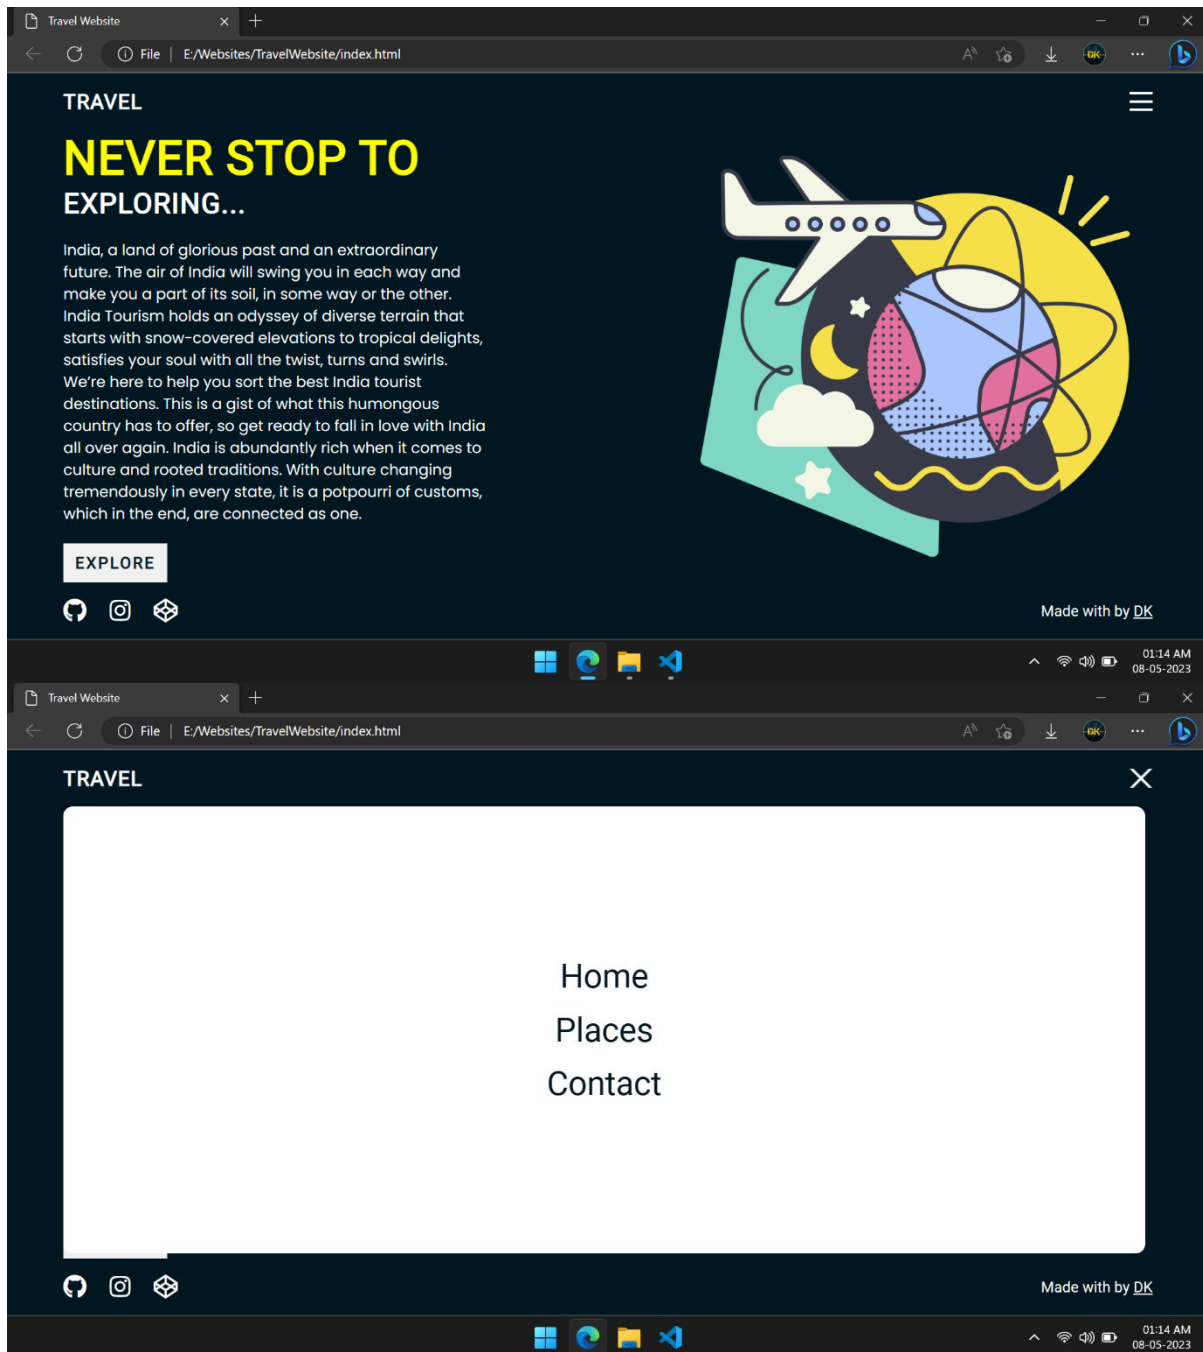 Travel Website
File | E:/Websites/TravelWebsite/index.html
DK
TRAVEL
NEVER STOP TO
EXPLORING...
India, a land of glorious past and an extraordinary
future. The air of India will swing you in each way and
make you a part of its soil, in some way or the other.
India Tourism holds an odyssey of diverse terrain that
starts with snow-covered elevations to tropical delights,
satisfies your soul with all the twist, turns and swirls.
We’re here to help you sort the best India tourist
destinations. This is a gist of what this humongous
country has to offer, so get ready to fall in love with India
all over again. India is abundantly rich when it comes to
culture and rooted traditions. With culture changing
tremendously in every state, it is a potpourri of customs,
which in the end, are connected as one.
EXPLORE
Made with by DK
01:14 AM
08-05-2023
Travel Website
File | E:/Websites/TravelWebsite/index.html
DK
TRAVEL
Home
Places
Contact
Made with by DK
01:14 AM
08-05-2023